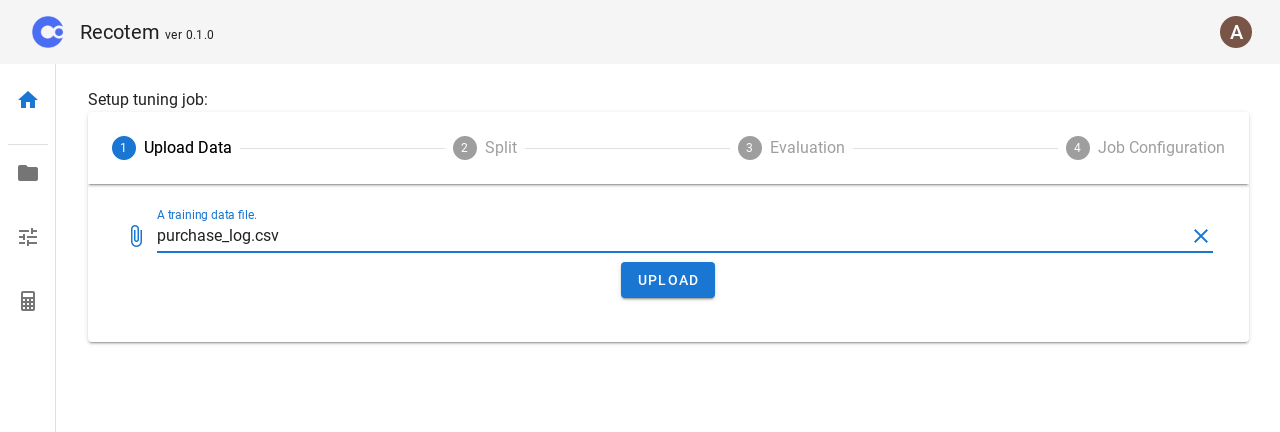 Recotem ver 0.1.0
A
Setup tuning job:
1 Upload Data 2 Split 3 Evaluation 4 Job Configuration
A training data file.
purchase_log.csv
UPLOAD